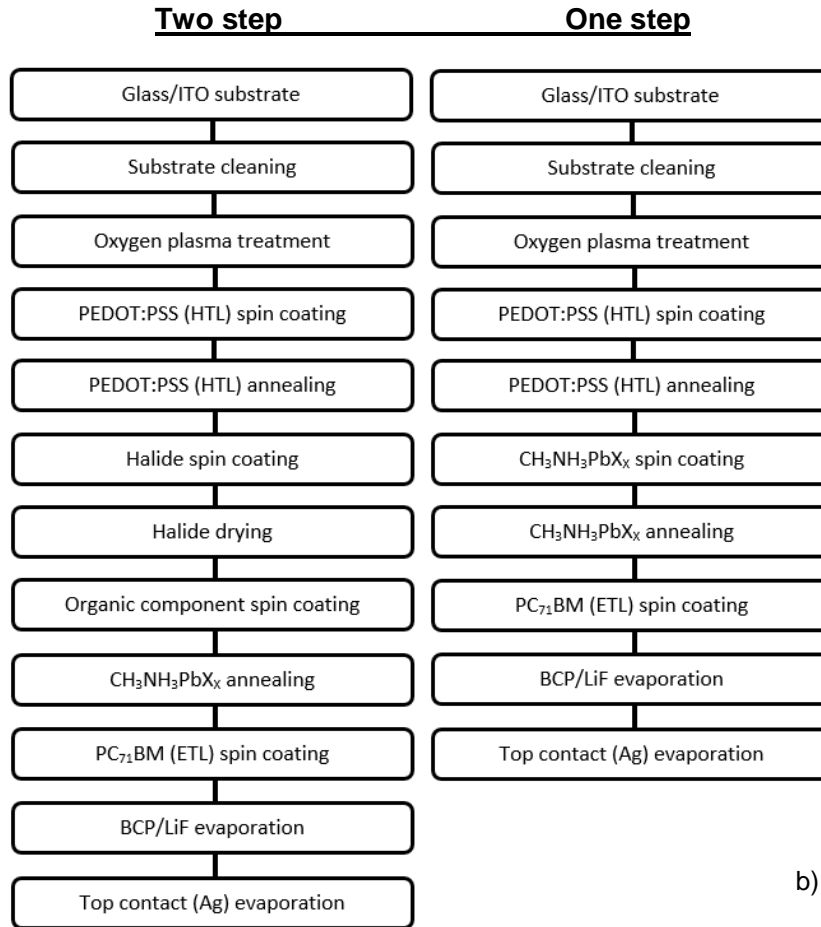 Two step
Glass/ITO substrate
Substrate cleaning
Oxygen plasma treatment
PEDOT:PSS (HTL) spin coating
PEDOT:PSS (HTL) annealing
Halide spin coating
Halide drying
Organic component spin coating
CH₃NH₃PbXₓ annealing
PC₇₁BM (ETL) spin coating
BCP/LiF evaporation
Top contact (Ag) evaporation
One step
Glass/ITO substrate
Substrate cleaning
Oxygen plasma treatment
PEDOT:PSS (HTL) spin coating
PEDOT:PSS (HTL) annealing
CH₃NH₃PbXₓ spin coating
CH₃NH₃PbXₓ annealing
PC₇₁BM (ETL) spin coating
BCP/LiF evaporation
Top contact (Ag) evaporation
b)